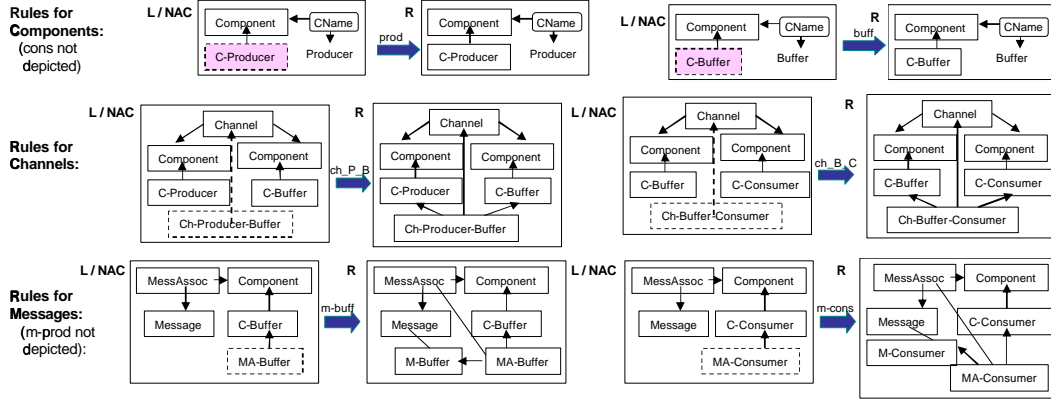 Rules for
Components:
(cons not
depicted)
L / NAC
Component
CName
C-Producer
Producer
prod
R
Component
CName
C-Producer
Producer
L / NAC
Component
CName
C-Buffer
Buffer
buff
R
Component
CName
C-Buffer
Buffer
Rules for
Channels:
L / NAC
Channel
Component
Component
C-Producer
C-Buffer
Ch-Producer-Buffer
ch_P_B
R
Channel
Component
Component
C-Producer
C-Buffer
Ch-Producer-Buffer
L / NAC
Channel
Component
Component
C-Buffer
C-Consumer
Ch-Buffer-Consumer
ch_B_C
R
Channel
Component
Component
C-Buffer
C-Consumer
Ch-Buffer-Consumer
Rules for
Messages:
(m-prod not
depicted):
L / NAC
MessAssoc
Component
Message
C-Buffer
MA-Buffer
m-buff
R
MessAssoc
Component
Message
C-Buffer
M-Buffer
MA-Buffer
L / NAC
MessAssoc
Component
Message
C-Consumer
MA-Consumer
m-cons
R
MessAssoc
Component
Message
C-Consumer
M-Consumer
MA-Consumer